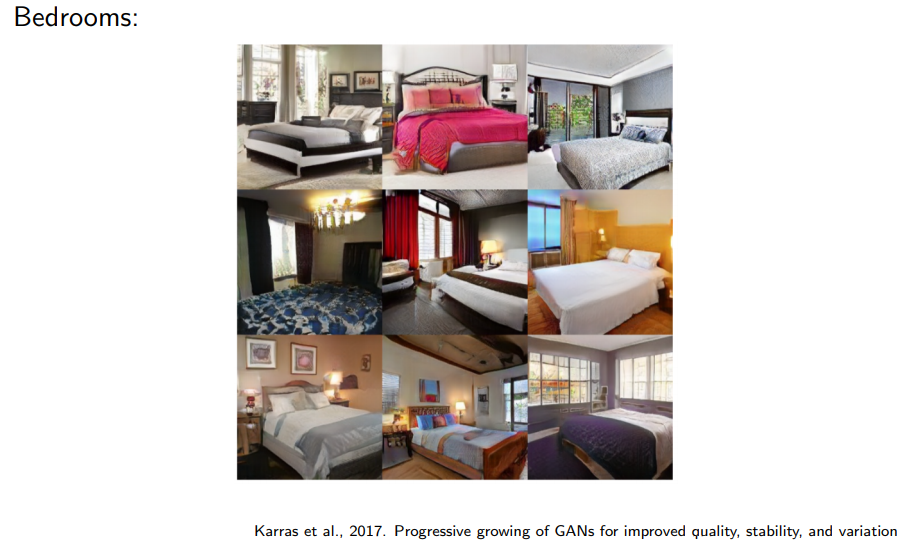 Bedrooms:
Karras et al., 2017. Progressive growing of GANs for improved quality, stability, and variation